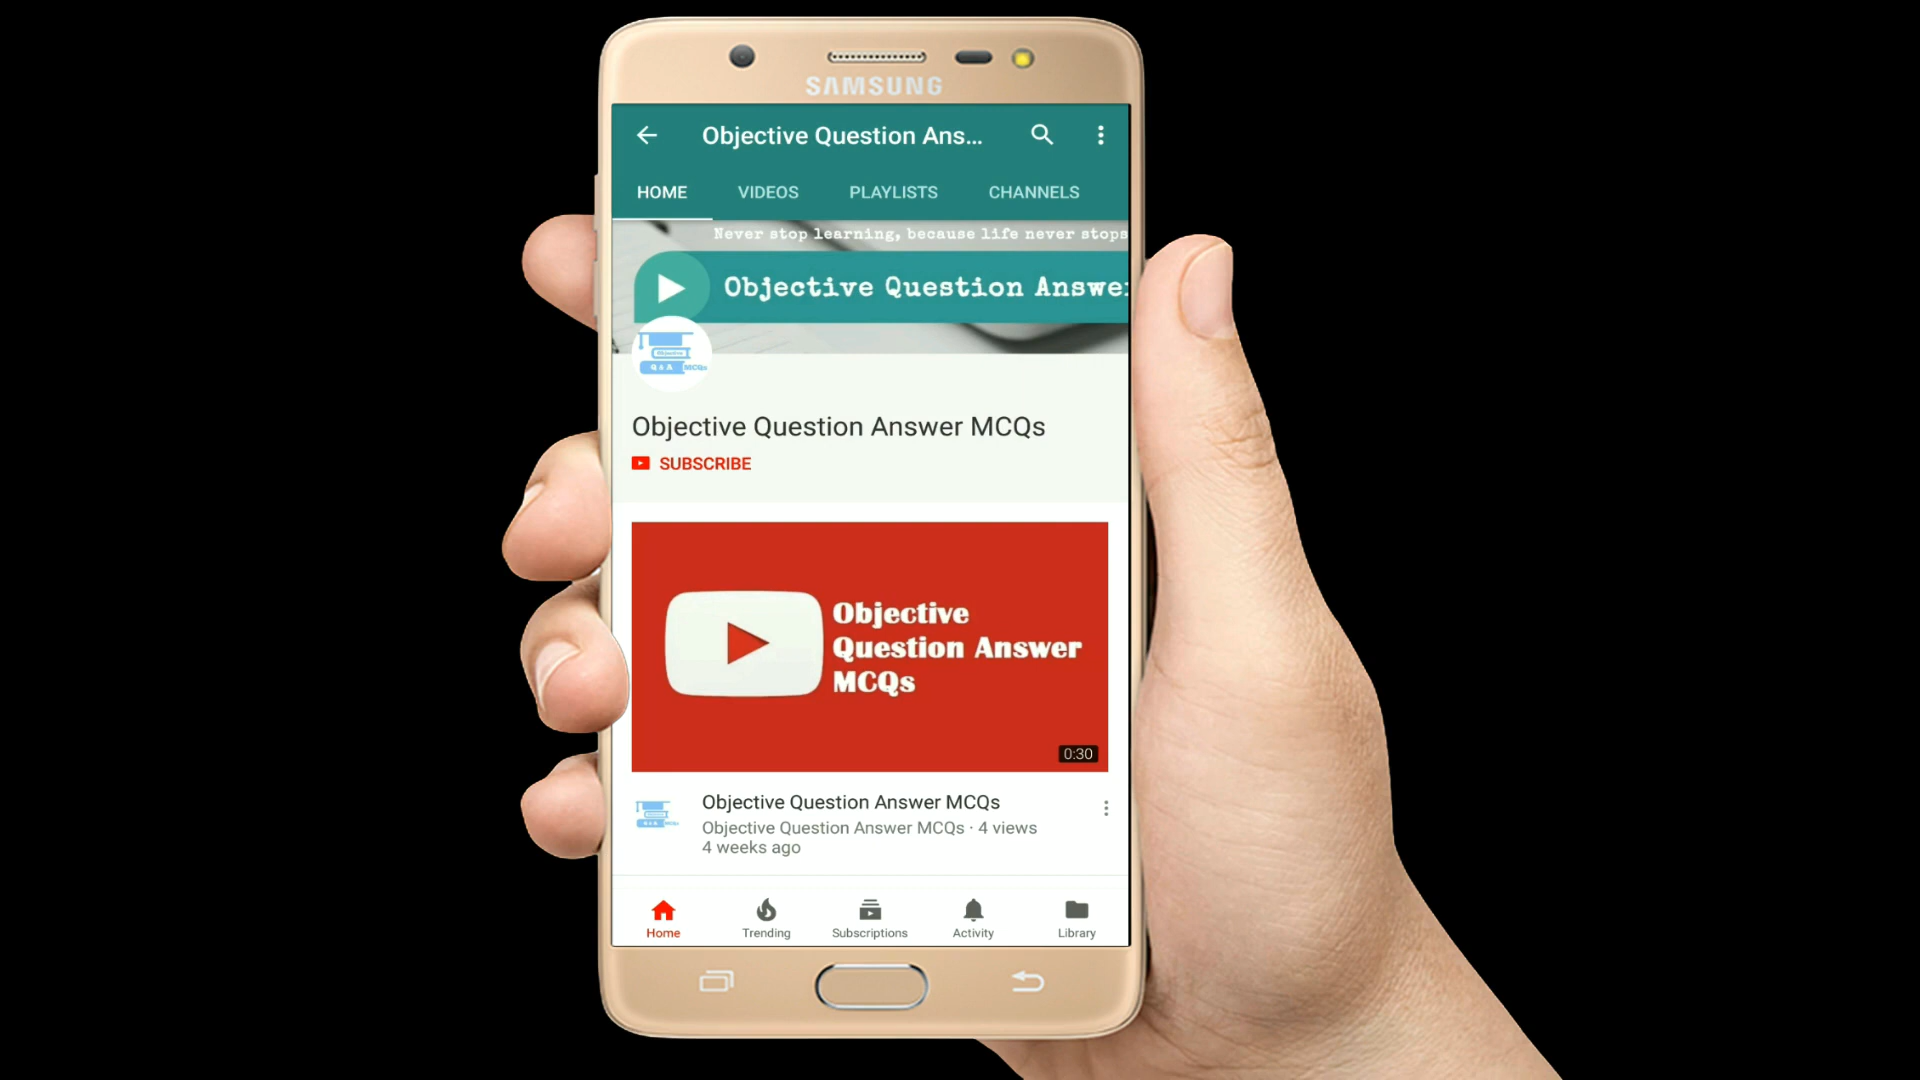 SAMSUNG
Objective Question Ans...
HOME VIDEOS PLAYLISTS CHANNELS
Never stop learning, because life never stops
Objective Question Answe
Objective
Q & A MCQs
Objective Question Answer MCQs
SUBSCRIBE
Objective
Question Answer
MCQs
0:30
Objective Question Answer MCQs
Objective Question Answer MCQs · 4 views
4 weeks ago
Home Trending Subscriptions Activity Library